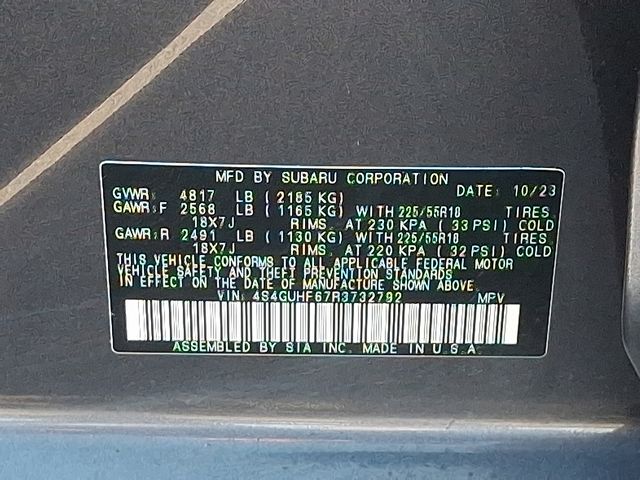 MFD BY SUBARU CORPORATION
GVWR: 4817 LB (2185 KG) DATE: 10/23
GAWR:F 2568 LB (1165 KG) WITH 225/55R18 TIRES,
18X7J RIMS, AT 230 KPA (33 PSI) COLD
GAWR:R 2491 LB (1130 KG) WITH 225/55R18 TIRES,
18X7J RIMS, AT 220 KPA (32 PSI) COLD
THIS VEHICLE CONFORMS TO ALL APPLICABLE FEDERAL MOTOR
VEHICLE SAFETY AND THEFT PREVENTION STANDARDS
IN EFFECT ON THE DATE OF MANUFACTURE SHOWN ABOVE.
VIN: 4S4GUHF67R3732792 MPV
ASSEMBLED BY SIA INC. MADE IN U.S.A.